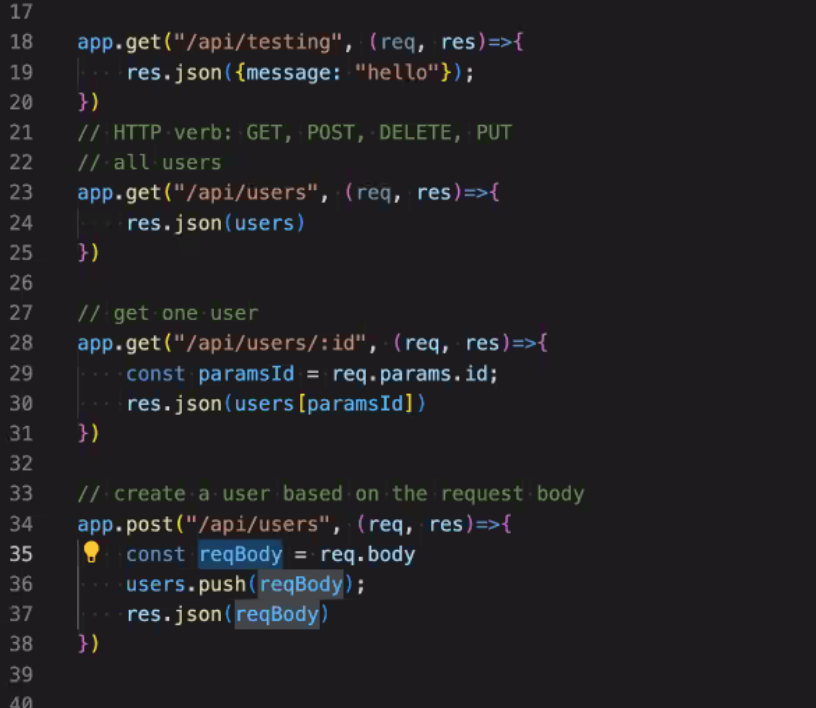 17
18 app.get("/api/testing", (req, res)=>{
19     res.json({message: "hello"});
20 })
21 // HTTP verb: GET, POST, DELETE, PUT
22 // all users
23 app.get("/api/users", (req, res)=>{
24     res.json(users)
25 })
26
27 // get one user
28 app.get("/api/users/:id", (req, res)=>{
29     const paramsId = req.params.id;
30     res.json(users[paramsId])
31 })
32
33 // create a user based on the request body
34 app.post("/api/users", (req, res)=>{
35     const reqBody = req.body
36     users.push(reqBody);
37     res.json(reqBody)
38 })
39
40